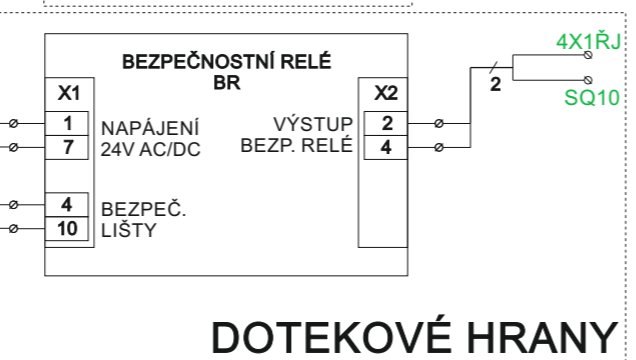 BEZPEČNOSTNÍ RELÉ
BR
X1
1
7
NAPÁJENÍ
24V AC/DC
4
10
BEZPEČ.
LIŠTY
X2
VÝSTUP
BEZP. RELÉ
2
4
2
4X1ŘJ
SQ10
DOTEKOVÉ HRANY